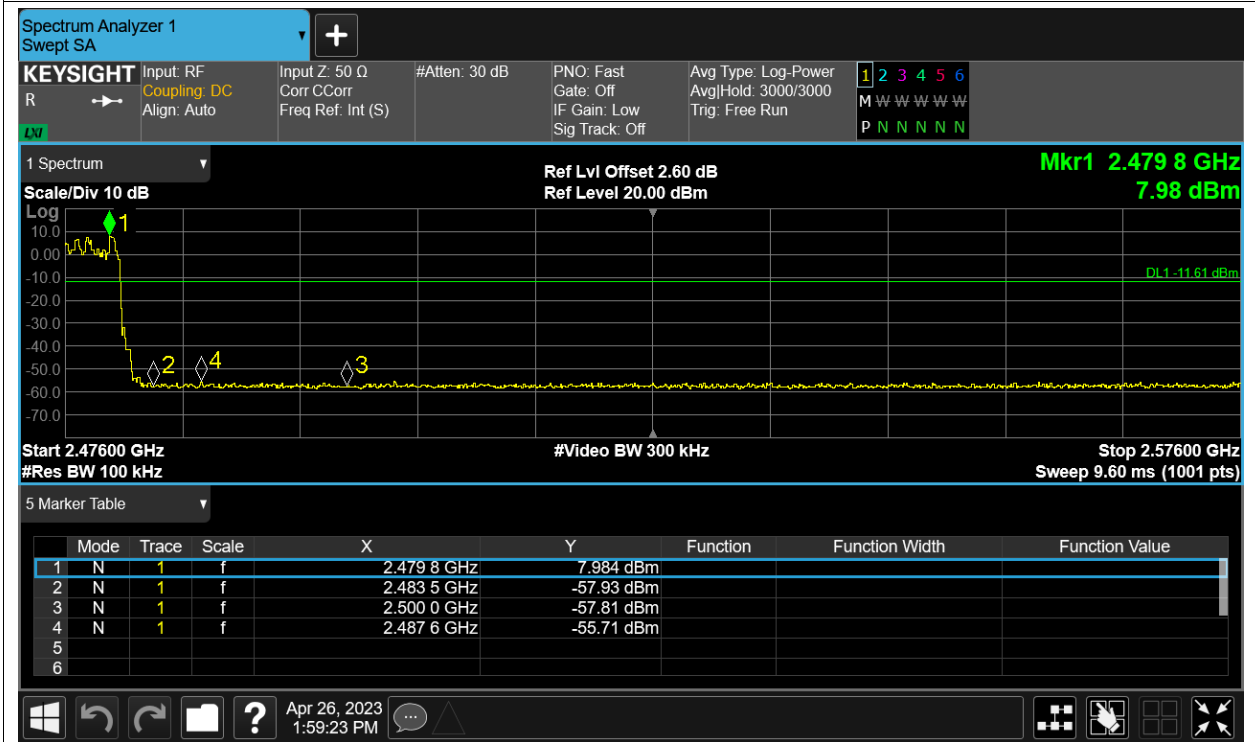 Spectrum Analyzer 1
Swept SA
KEYSIGHT
R
LXI
Input: RF
Coupling: DC
Align: Auto
Input Z: 50 Ω
Corr CCorr
Freq Ref: Int (S)
#Atten: 30 dB
PNO: Fast
Gate: Off
IF Gain: Low
Sig Track: Off
Avg Type: Log-Power
Avg|Hold: 3000/3000
Trig: Free Run
1 2 3 4 5 6
M W W W W W
P N N N N N
1 Spectrum
Scale/Div 10 dB
Ref Lvl Offset 2.60 dB
Ref Level 20.00 dBm
Mkr1 2.479 8 GHz
7.98 dBm
Log
10.0
0.00
-10.0
-20.0
-30.0
-40.0
-50.0
-60.0
-70.0
1
2
4
3
DL1 -11.61 dBm
Start 2.47600 GHz
#Res BW 100 kHz
#Video BW 300 kHz
Stop 2.57600 GHz
Sweep 9.60 ms (1001 pts)
5 Marker Table
Mode Trace Scale X Y Function Function Width Function Value
1 N 1 f 2.479 8 GHz 7.984 dBm
2 N 1 f 2.483 5 GHz -57.93 dBm
3 N 1 f 2.500 0 GHz -57.81 dBm
4 N 1 f 2.487 6 GHz -55.71 dBm
5
6
?
Apr 26, 2023
1:59:23 PM